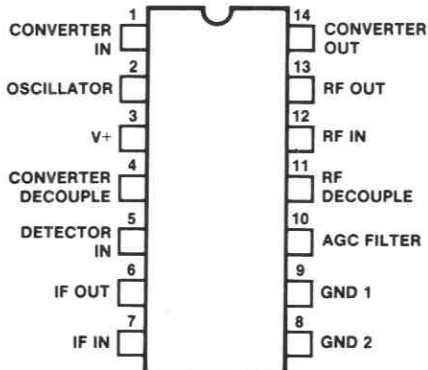 1
CONVERTER
IN
2
OSCILLATOR
3
V+
4
CONVERTER
DECOUPLE
5
DETECTOR
IN
6
IF OUT
7
IF IN
14
CONVERTER
OUT
13
RF OUT
12
RF IN
11
RF
DECOUPLE
10
AGC FILTER
9
GND 1
8
GND 2